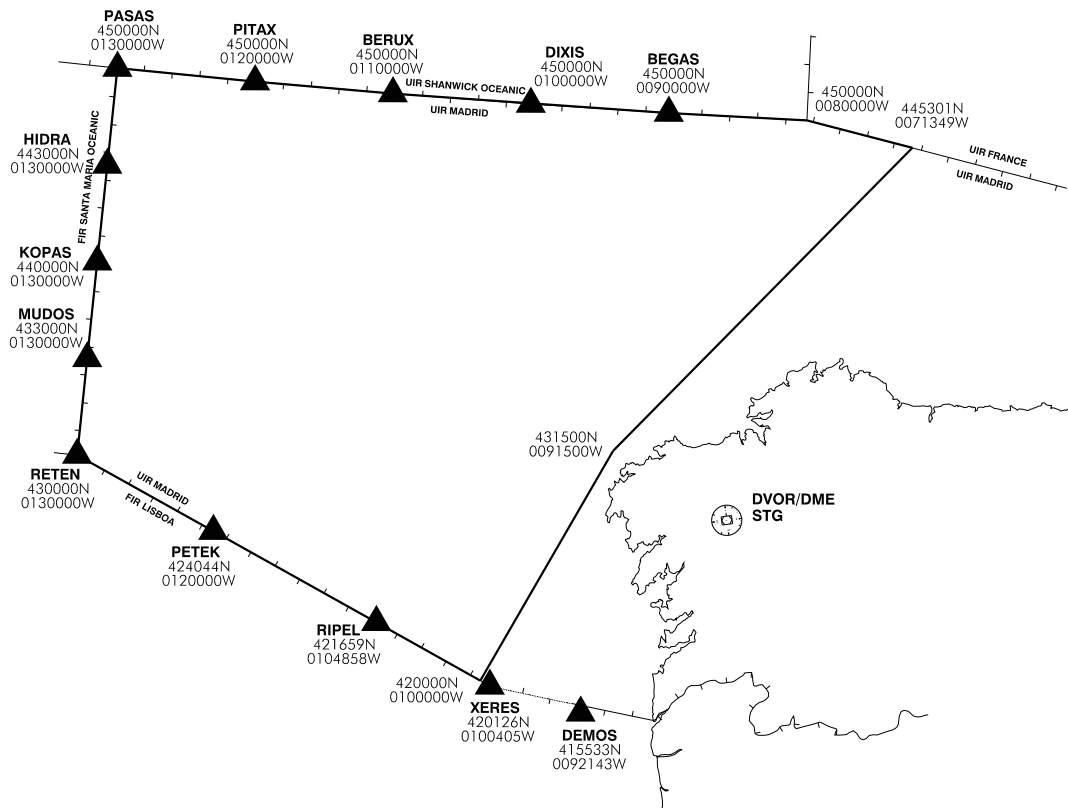 PASAS
450000N
0130000W
PITAX
450000N
0120000W
BERUX
450000N
0110000W
DIXIS
450000N
0100000W
BEGAS
450000N
0090000W
450000N
0080000W
445301N
0071349W
UIR SHANWICK OCEANIC
UIR MADRID
UIR FRANCE
UIR MADRID
HIDRA
443000N
0130000W
FIR SANTA MARIA OCEANIC
KOPAS
440000N
0130000W
MUDOS
433000N
0130000W
431500N
0091500W
RETEN
430000N
0130000W
UIR MADRID
FIR LISBOA
DVOR/DME
STG
PETEK
424044N
0120000W
RIPEL
421659N
0104858W
420000N
0100000W
XERES
420126N
0100405W
DEMOS
415533N
0092143W